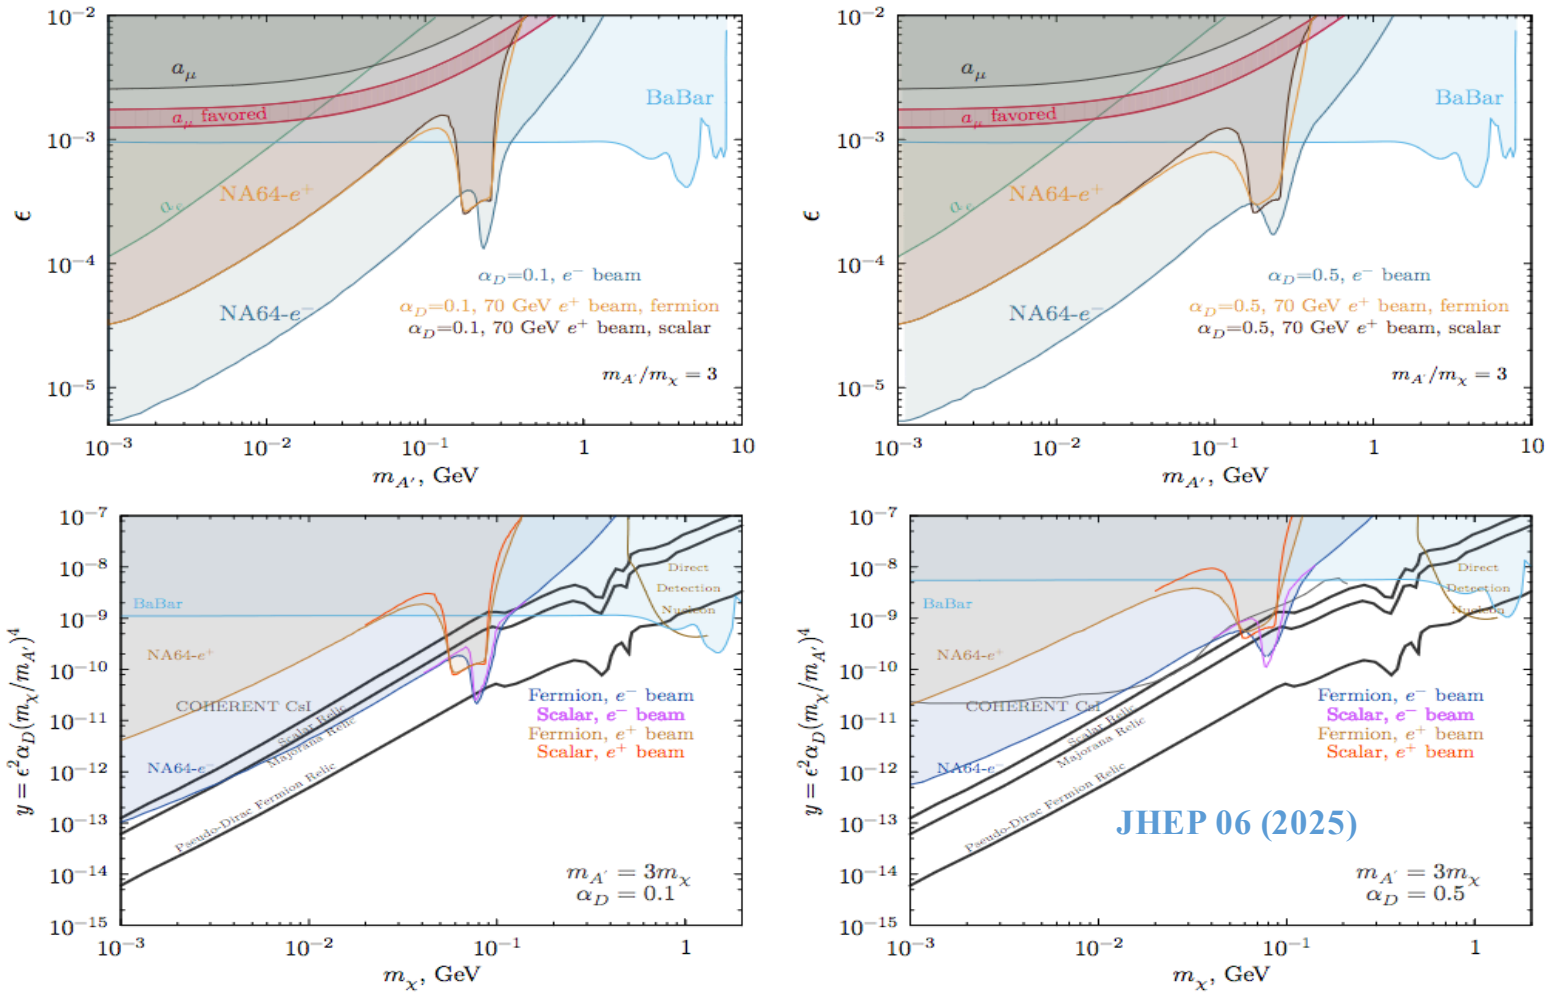 10⁻²
10⁻³
10⁻⁴
10⁻⁵
ϵ
a_μ
a_μ favored
BaBar
NA64-e⁺
a_e
NA64-e⁻
α_D=0.1, e⁻ beam
α_D=0.1, 70 GeV e⁺ beam, fermion
α_D=0.1, 70 GeV e⁺ beam, scalar
m_A′/m_χ = 3
10⁻³ 10⁻² 10⁻¹ 1 10
m_A′, GeV
10⁻²
10⁻³
10⁻⁴
10⁻⁵
ϵ
a_μ
a_μ favored
BaBar
NA64-e⁺
a_e
NA64-e⁻
α_D=0.5, e⁻ beam
α_D=0.5, 70 GeV e⁺ beam, fermion
α_D=0.5, 70 GeV e⁺ beam, scalar
m_A′/m_χ = 3
10⁻³ 10⁻² 10⁻¹ 1 10
m_A′, GeV
10⁻⁷
10⁻⁸
10⁻⁹
10⁻¹⁰
10⁻¹¹
10⁻¹²
10⁻¹³
10⁻¹⁴
10⁻¹⁵
y = ϵ²α_D(m_χ/m_A′)⁴
Direct
Detection
Nucleon
BaBar
NA64-e⁺
COHERENT CsI
Scalar Relic
Majorana Relic
NA64-e⁻
Pseudo-Dirac Fermion Relic
Fermion, e⁻ beam
Scalar, e⁻ beam
Fermion, e⁺ beam
Scalar, e⁺ beam
m_A′ = 3m_χ
α_D = 0.1
10⁻³ 10⁻² 10⁻¹ 1
m_χ, GeV
10⁻⁷
10⁻⁸
10⁻⁹
10⁻¹⁰
10⁻¹¹
10⁻¹²
10⁻¹³
10⁻¹⁴
10⁻¹⁵
y = ϵ²α_D(m_χ/m_A′)⁴
Direct
Detection
Nucleon
BaBar
NA64-e⁺
COHERENT CsI
Scalar Relic
Majorana Relic
NA64-e⁻
Pseudo-Dirac Fermion Relic
Fermion, e⁻ beam
Scalar, e⁻ beam
Fermion, e⁺ beam
Scalar, e⁺ beam
JHEP 06 (2025)
m_A′ = 3m_χ
α_D = 0.5
10⁻³ 10⁻² 10⁻¹ 1
m_χ, GeV